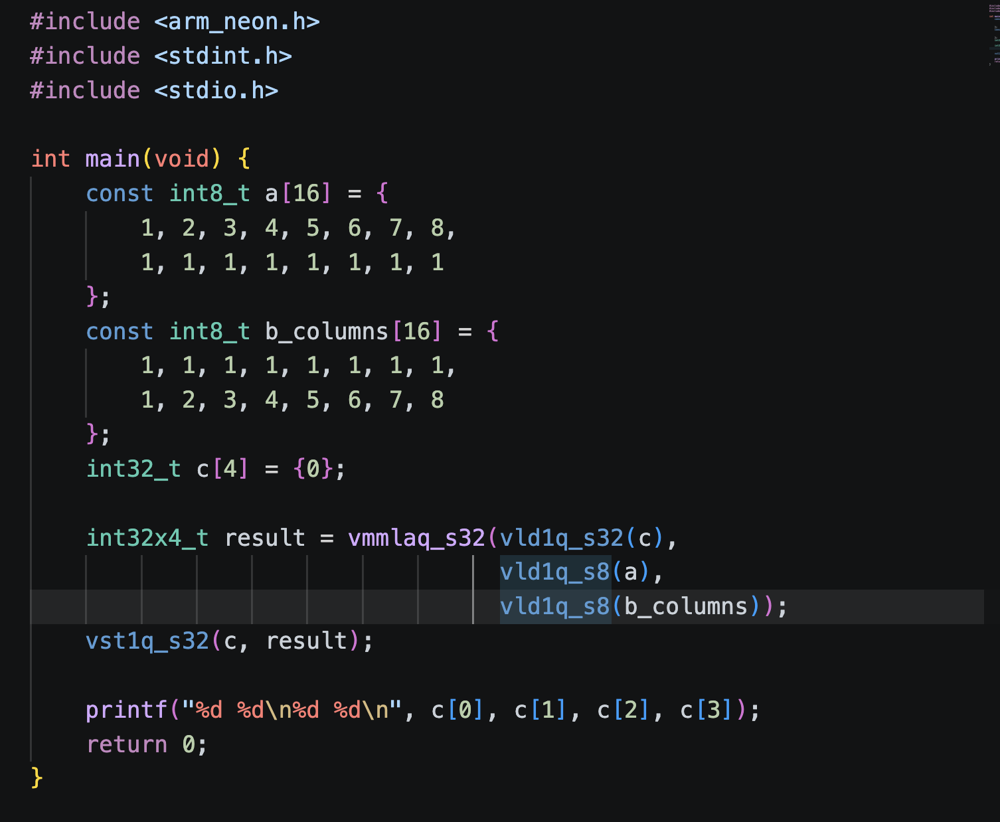 #include <arm_neon.h>
#include <stdint.h>
#include <stdio.h>

int main(void) {
    const int8_t a[16] = {
        1, 2, 3, 4, 5, 6, 7, 8,
        1, 1, 1, 1, 1, 1, 1, 1
    };
    const int8_t b_columns[16] = {
        1, 1, 1, 1, 1, 1, 1, 1,
        1, 2, 3, 4, 5, 6, 7, 8
    };
    int32_t c[4] = {0};

    int32x4_t result = vmmlaq_s32(vld1q_s32(c),
                                  vld1q_s8(a),
                                  vld1q_s8(b_columns));
    vst1q_s32(c, result);

    printf("%d %d\n%d %d\n", c[0], c[1], c[2], c[3]);
    return 0;
}